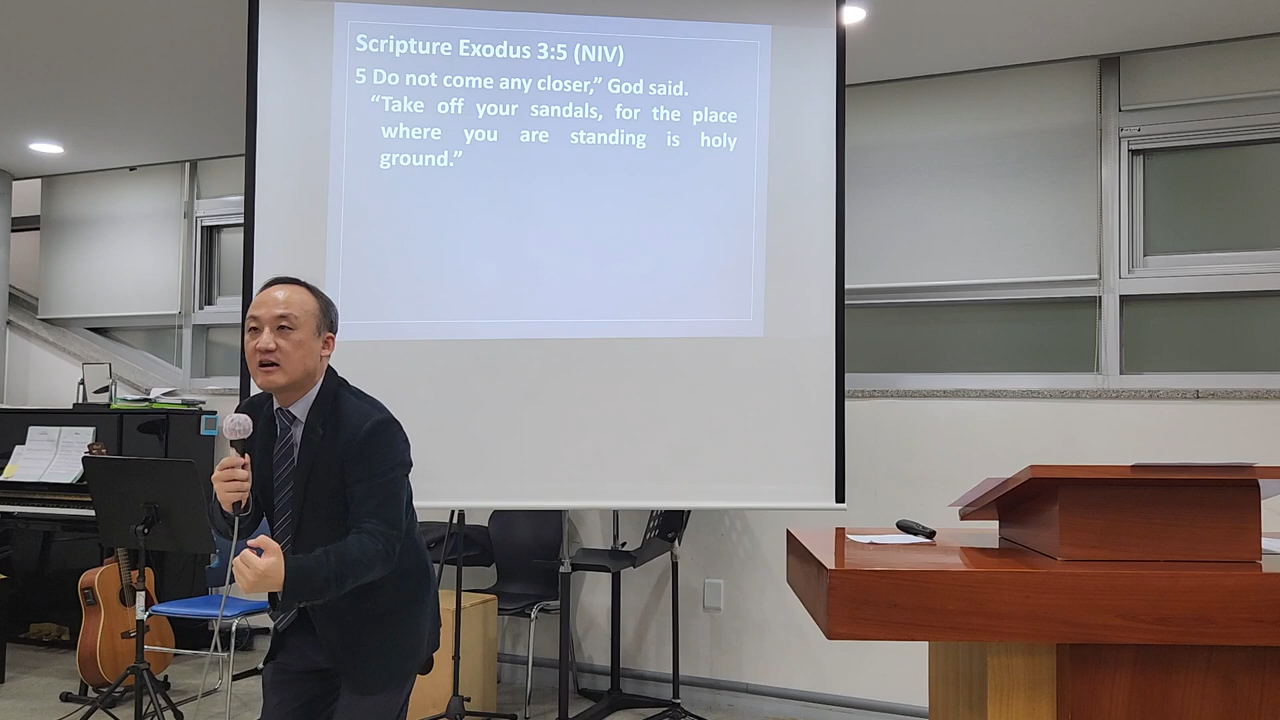 Scripture Exodus 3:5 (NIV)
5 Do not come any closer,” God said.
“Take off your sandals, for the place
where you are standing is holy
ground.”